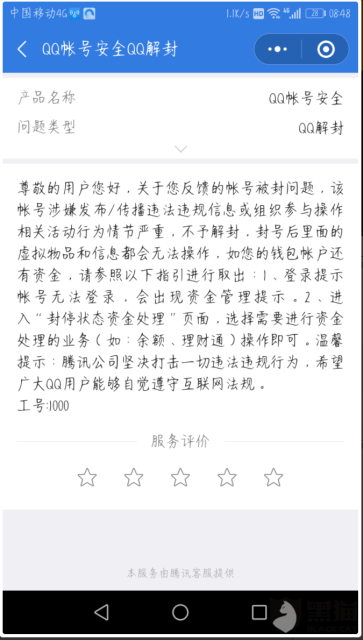 中国移动4G
1.1K/s HD 4G 28 08:48
QQ帐号安全QQ解封
产品名称 QQ帐号安全
问题类型 QQ解封
尊敬的用户您好，关于您反馈的帐号被封问题，该
帐号涉嫌发布/传播违法违规信息或组织参与操作
相关活动行为情节严重，不予解封，封号后里面的
虚拟物品和信息都会无法操作，如您的钱包帐户还
有资金，请参照以下指引进行取出：1、登录提示
帐号无法登录，会出现资金管理提示。2、进
入“封停状态资金处理”页面，选择需要进行资金
处理的业务（如：余额、理财通）操作即可。温馨
提示：腾讯公司坚决打击一切违法违规行为，希望
广大QQ用户能够自觉遵守互联网法规。
工号:1000
服务评价
本服务由腾讯客服提供
黑猫